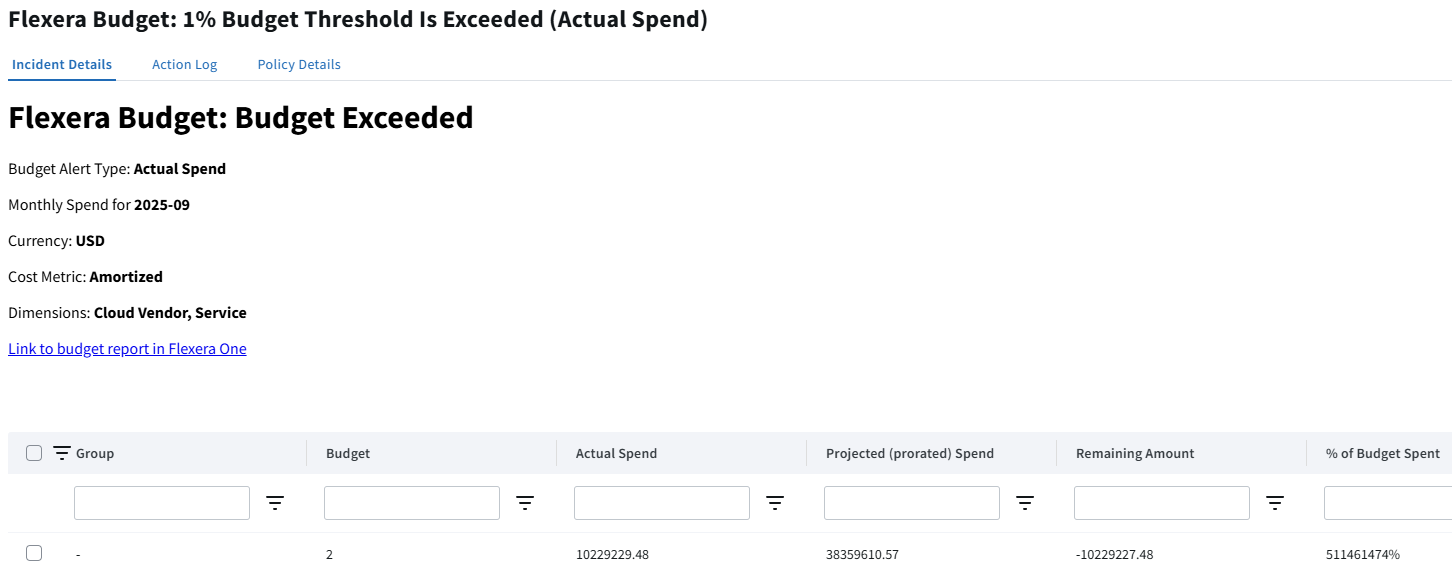 Flexera Budget: 1% Budget Threshold Is Exceeded (Actual Spend)
Incident Details Action Log Policy Details
Flexera Budget: Budget Exceeded
Budget Alert Type: Actual Spend
Monthly Spend for 2025-09
Currency: USD
Cost Metric: Amortized
Dimensions: Cloud Vendor, Service
Link to budget report in Flexera One
Group Budget Actual Spend Projected (prorated) Spend Remaining Amount % of Budget Spent
- 2 10229229.48 38359610.57 -10229227.48 511461474%